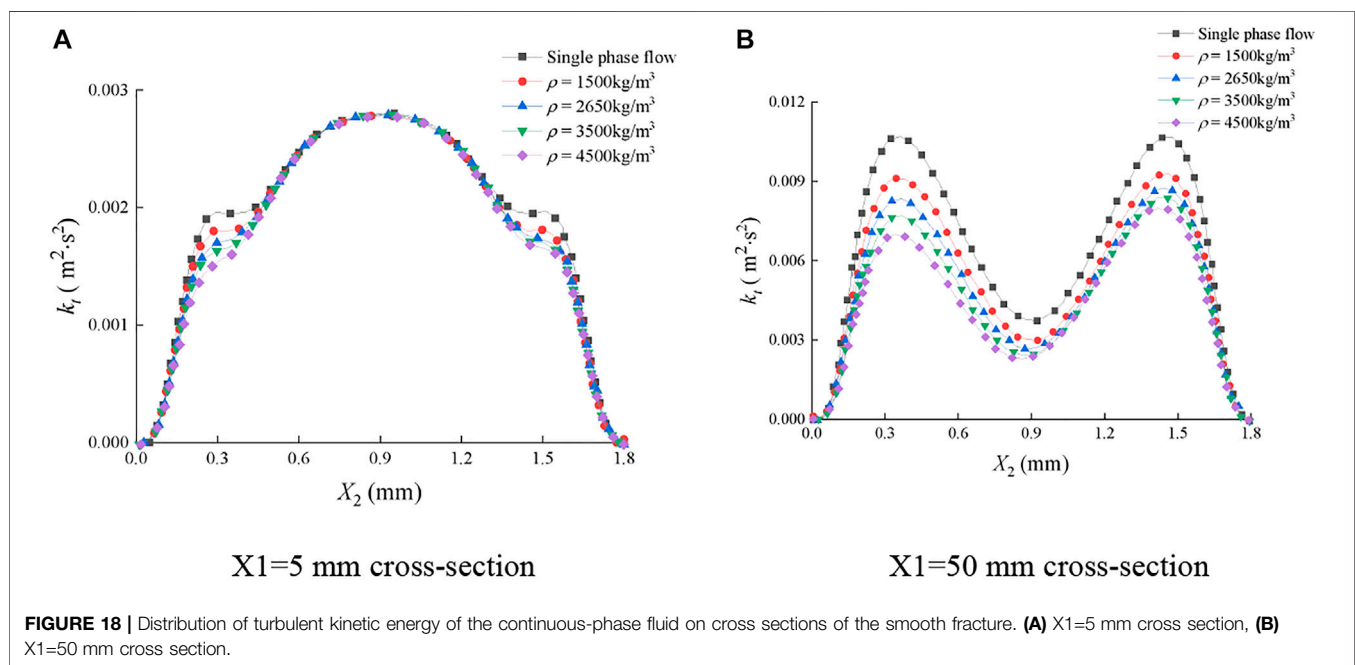 A
Single phase flow
ρ = 1500kg/m³
ρ = 2650kg/m³
ρ = 3500kg/m³
ρ = 4500kg/m³
0.003
0.002
0.001
0.000
kₜ ( m²·s²)
0.0 0.3 0.6 0.9 1.2 1.5 1.8
X₂ (mm)
X1=5 mm cross-section
B
Single phase flow
ρ = 1500kg/m³
ρ = 2650kg/m³
ρ = 3500kg/m³
ρ = 4500kg/m³
0.012
0.009
0.006
0.003
0.000
kₜ ( m²·s²)
0.0 0.3 0.6 0.9 1.2 1.5 1.8
X₂ (mm)
X1=50 mm cross-section
FIGURE 18 | Distribution of turbulent kinetic energy of the continuous-phase fluid on cross sections of the smooth fracture. (A) X1=5 mm cross section, (B)
X1=50 mm cross section.